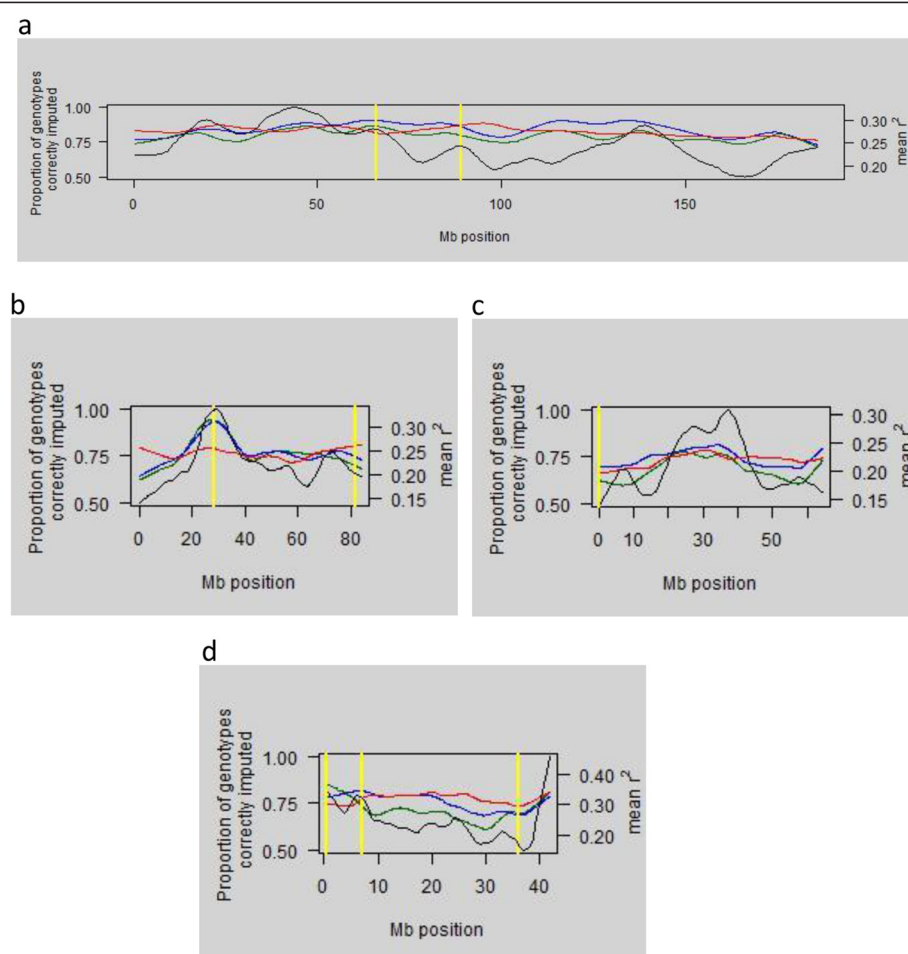 a
Proportion of genotypes
correctly imputed
1.00
0.75
0.50
0 50 100 150
Mb position
0.30
0.25
0.20
mean r²
b
Proportion of genotypes
correctly imputed
1.00
0.75
0.50
0 20 40 60 80
Mb position
0.30
0.25
0.20
0.15
mean r²
c
Proportion of genotypes
correctly imputed
1.00
0.75
0.50
0 10 30 50
Mb position
0.30
0.25
0.20
0.15
mean r²
d
Proportion of genotypes
correctly imputed
1.00
0.75
0.50
0 10 20 30 40
Mb position
0.40
0.30
0.20
mean r²